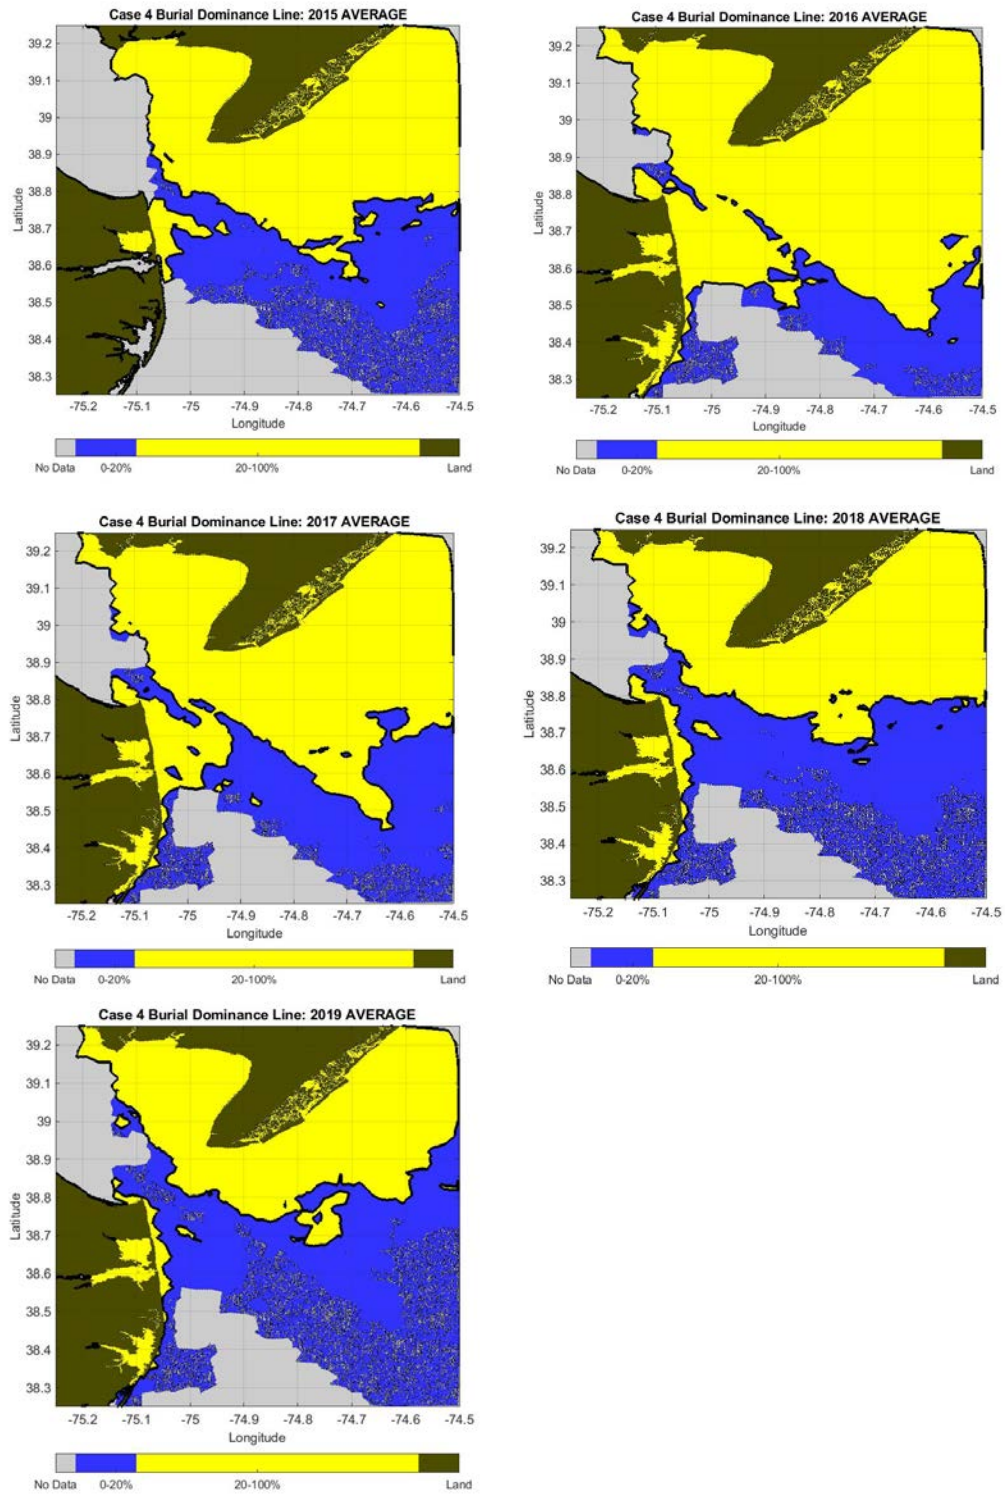 Case 4 Burial Dominance Line: 2015 AVERAGE
39.2
39.1
39
38.9
38.8
38.7
38.6
38.5
38.4
38.3
Latitude
-75.2 -75.1 -75 -74.9 -74.8 -74.7 -74.6 -74.5
Longitude
No Data 0-20% 20-100% Land
Case 4 Burial Dominance Line: 2016 AVERAGE
39.2
39.1
39
38.9
38.8
38.7
38.6
38.5
38.4
38.3
Latitude
-75.2 -75.1 -75 -74.9 -74.8 -74.7 -74.6 -74.5
Longitude
No Data 0-20% 20-100% Land
Case 4 Burial Dominance Line: 2017 AVERAGE
39.2
39.1
39
38.9
38.8
38.7
38.6
38.5
38.4
38.3
Latitude
-75.2 -75.1 -75 -74.9 -74.8 -74.7 -74.6 -74.5
Longitude
No Data 0-20% 20-100% Land
Case 4 Burial Dominance Line: 2018 AVERAGE
39.2
39.1
39
38.9
38.8
38.7
38.6
38.5
38.4
38.3
Latitude
-75.2 -75.1 -75 -74.9 -74.8 -74.7 -74.6 -74.5
Longitude
No Data 0-20% 20-100% Land
Case 4 Burial Dominance Line: 2019 AVERAGE
39.2
39.1
39
38.9
38.8
38.7
38.6
38.5
38.4
38.3
Latitude
-75.2 -75.1 -75 -74.9 -74.8 -74.7 -74.6 -74.5
Longitude
No Data 0-20% 20-100% Land